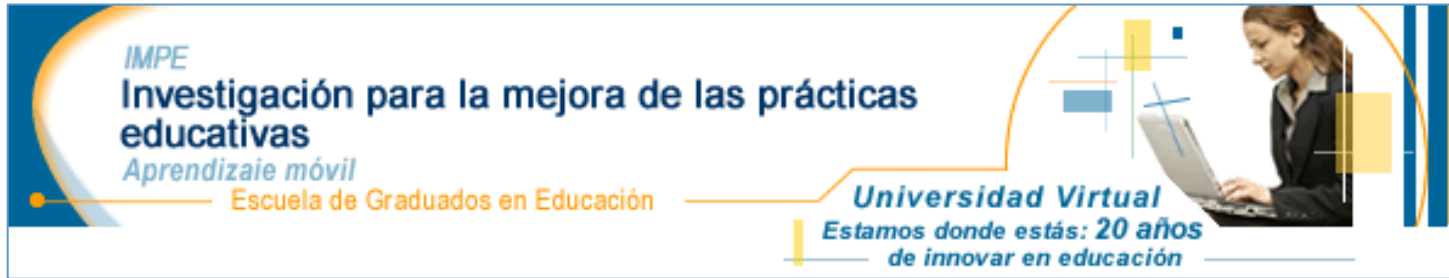 IMPE
Investigación para la mejora de las prácticas
educativas
Aprendizaje móvil
Escuela de Graduados en Educación
Universidad Virtual
Estamos donde estás: 20 años
de innovar en educación